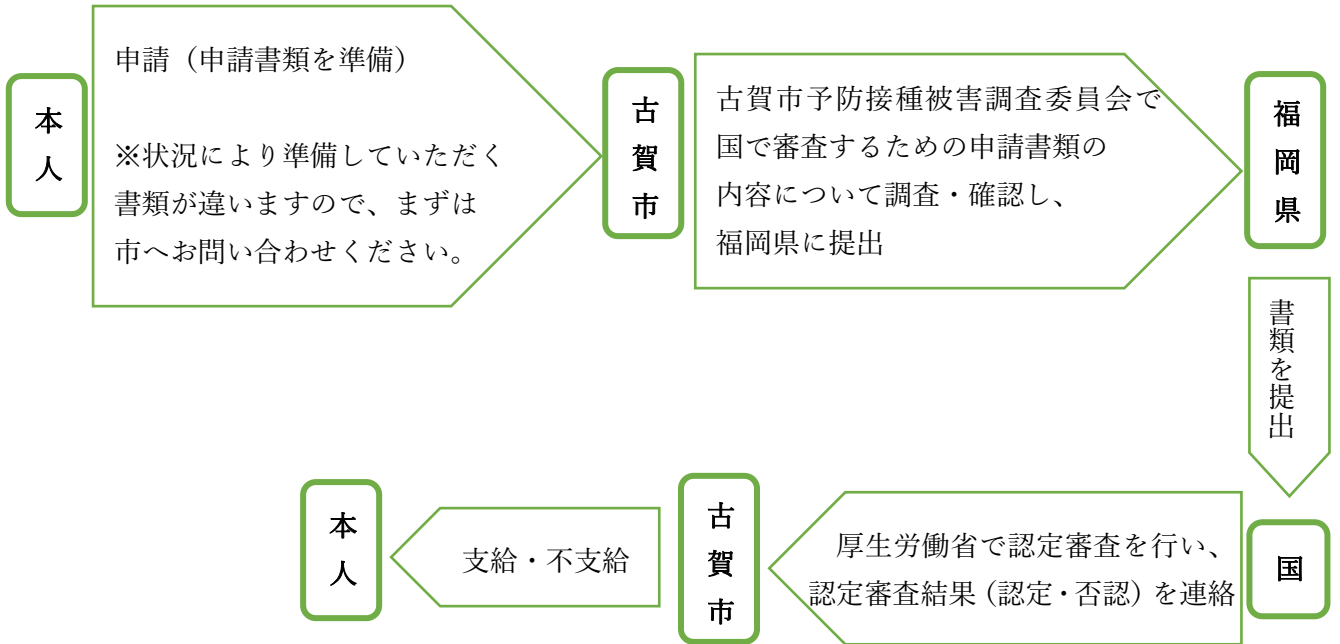 本人
申請（申請書類を準備）
※状況により準備していただく
書類が違いますので、まずは
市へお問い合わせください。
古賀市
古賀市予防接種被害調査委員会で
国で審査するための申請書類の
内容について調査・確認し、
福岡県に提出
福岡県
書類を提出
国
厚生労働省で認定審査を行い、
認定審査結果（認定・否認）を連絡
古賀市
支給・不支給
本人